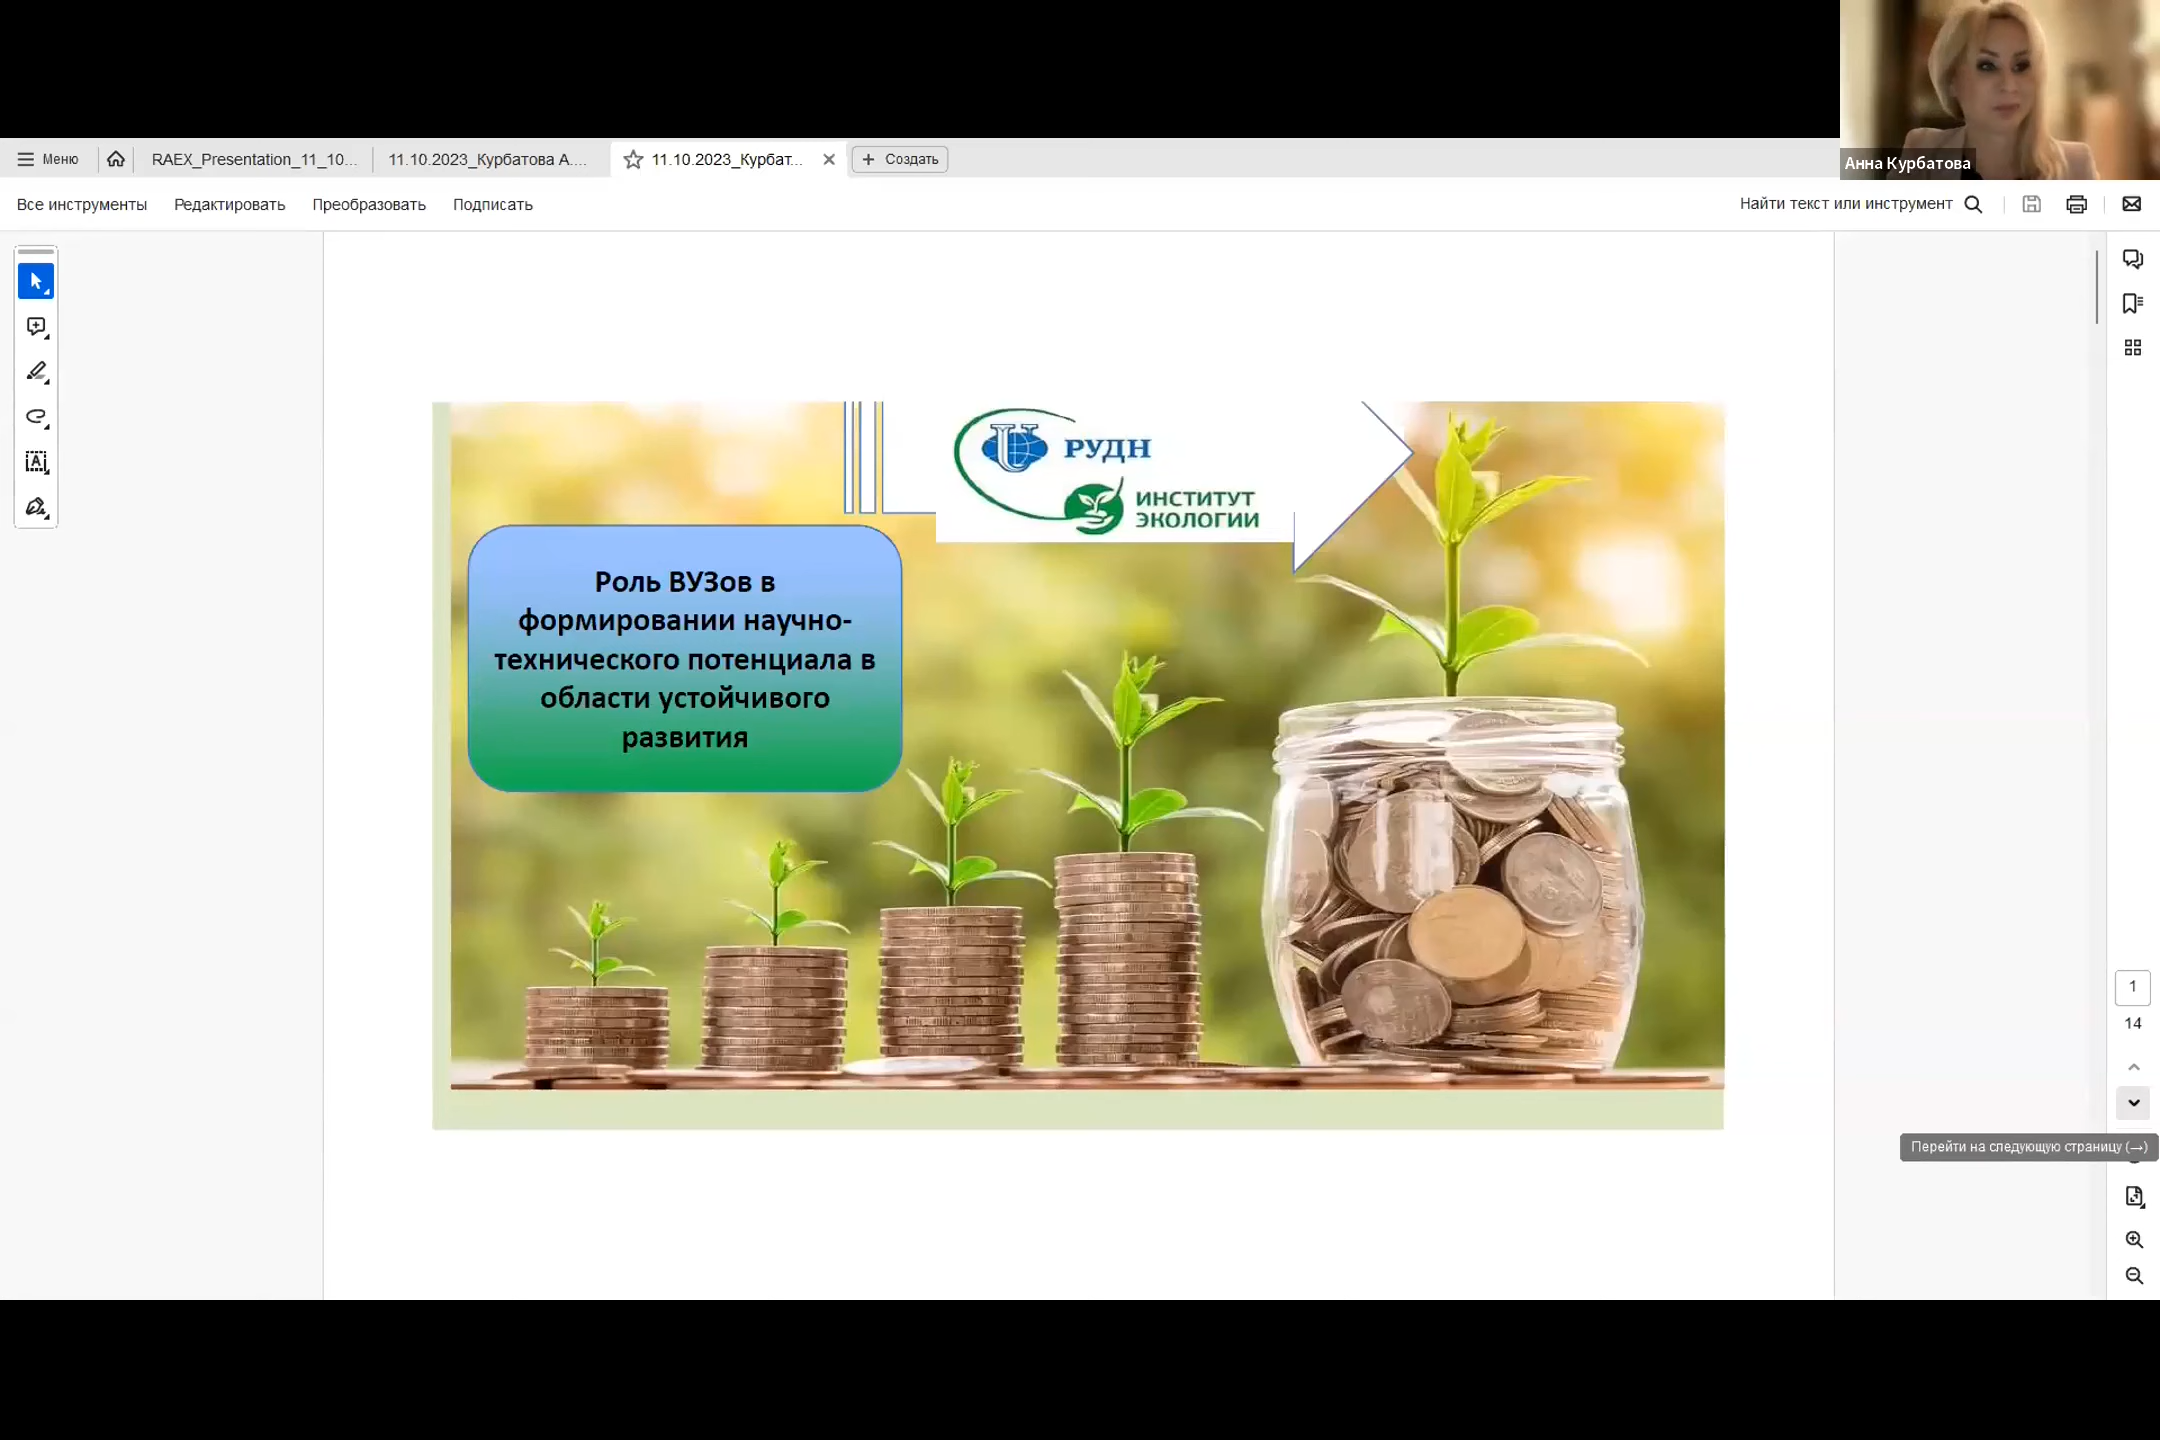 Анна Курбатова
Меню
RAEX_Presentation_11_10...
11.10.2023_Курбатова А....
11.10.2023_Курбат...
Создать
Все инструменты
Редактировать
Преобразовать
Подписать
Найти текст или инструмент
РУДН
ИНСТИТУТ
ЭКОЛОГИИ
Роль ВУЗов в
формировании научно-
технического потенциала в
области устойчивого
развития
1
14
Перейти на следующую страницу (→)